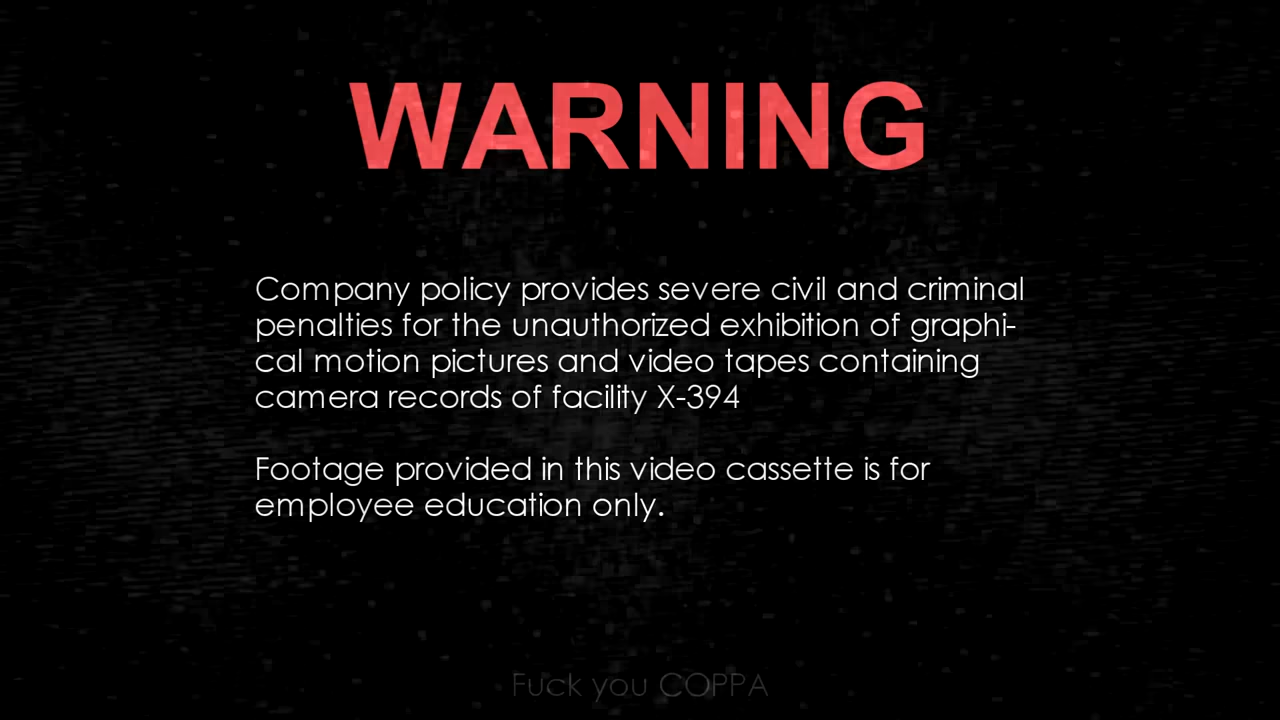 WARNING
Company policy provides severe civil and criminal
penalties for the unauthorized exhibition of graphi-
cal motion pictures and video tapes containing
camera records of facility X-394
Footage provided in this video cassette is for
employee education only.
Fuck you COPPA